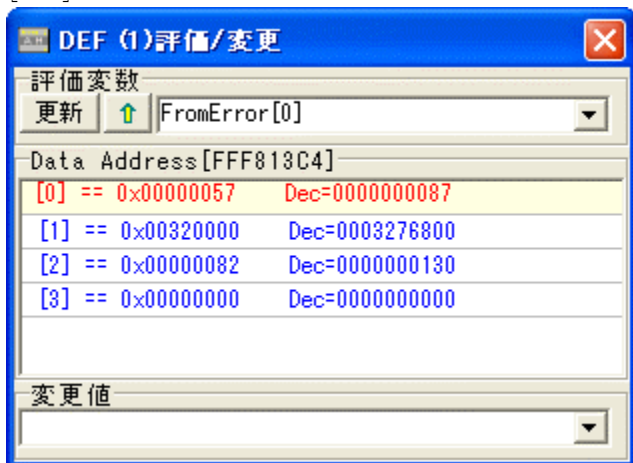 DEF (1)評価/変更
評価変数
更新 ⇧ FromError[0]
Data Address[FFF813C4]
[0] == 0x00000057 Dec=0000000087
[1] == 0x00320000 Dec=0003276800
[2] == 0x00000082 Dec=0000000130
[3] == 0x00000000 Dec=0000000000
変更値